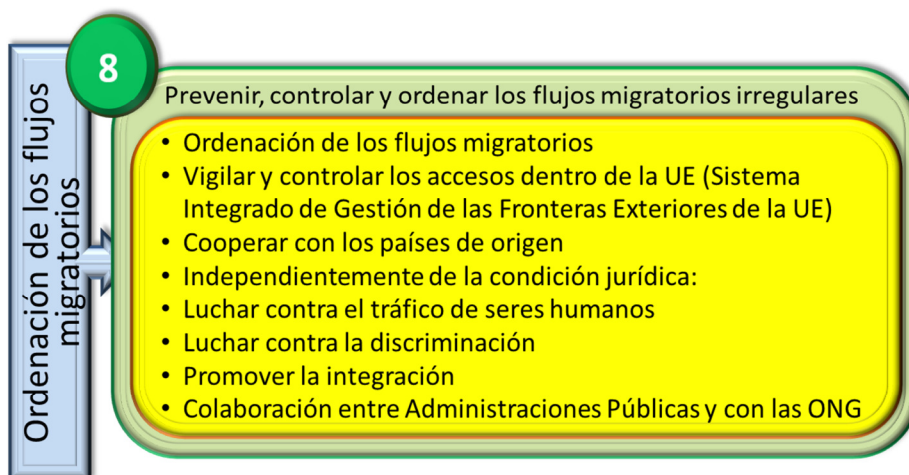 8
Ordenación de los flujos
migratorios
Prevenir, controlar y ordenar los flujos migratorios irregulares
• Ordenación de los flujos migratorios
• Vigilar y controlar los accesos dentro de la UE (Sistema
Integrado de Gestión de las Fronteras Exteriores de la UE)
• Cooperar con los países de origen
• Independientemente de la condición jurídica:
• Luchar contra el tráfico de seres humanos
• Luchar contra la discriminación
• Promover la integración
• Colaboración entre Administraciones Públicas y con las ONG